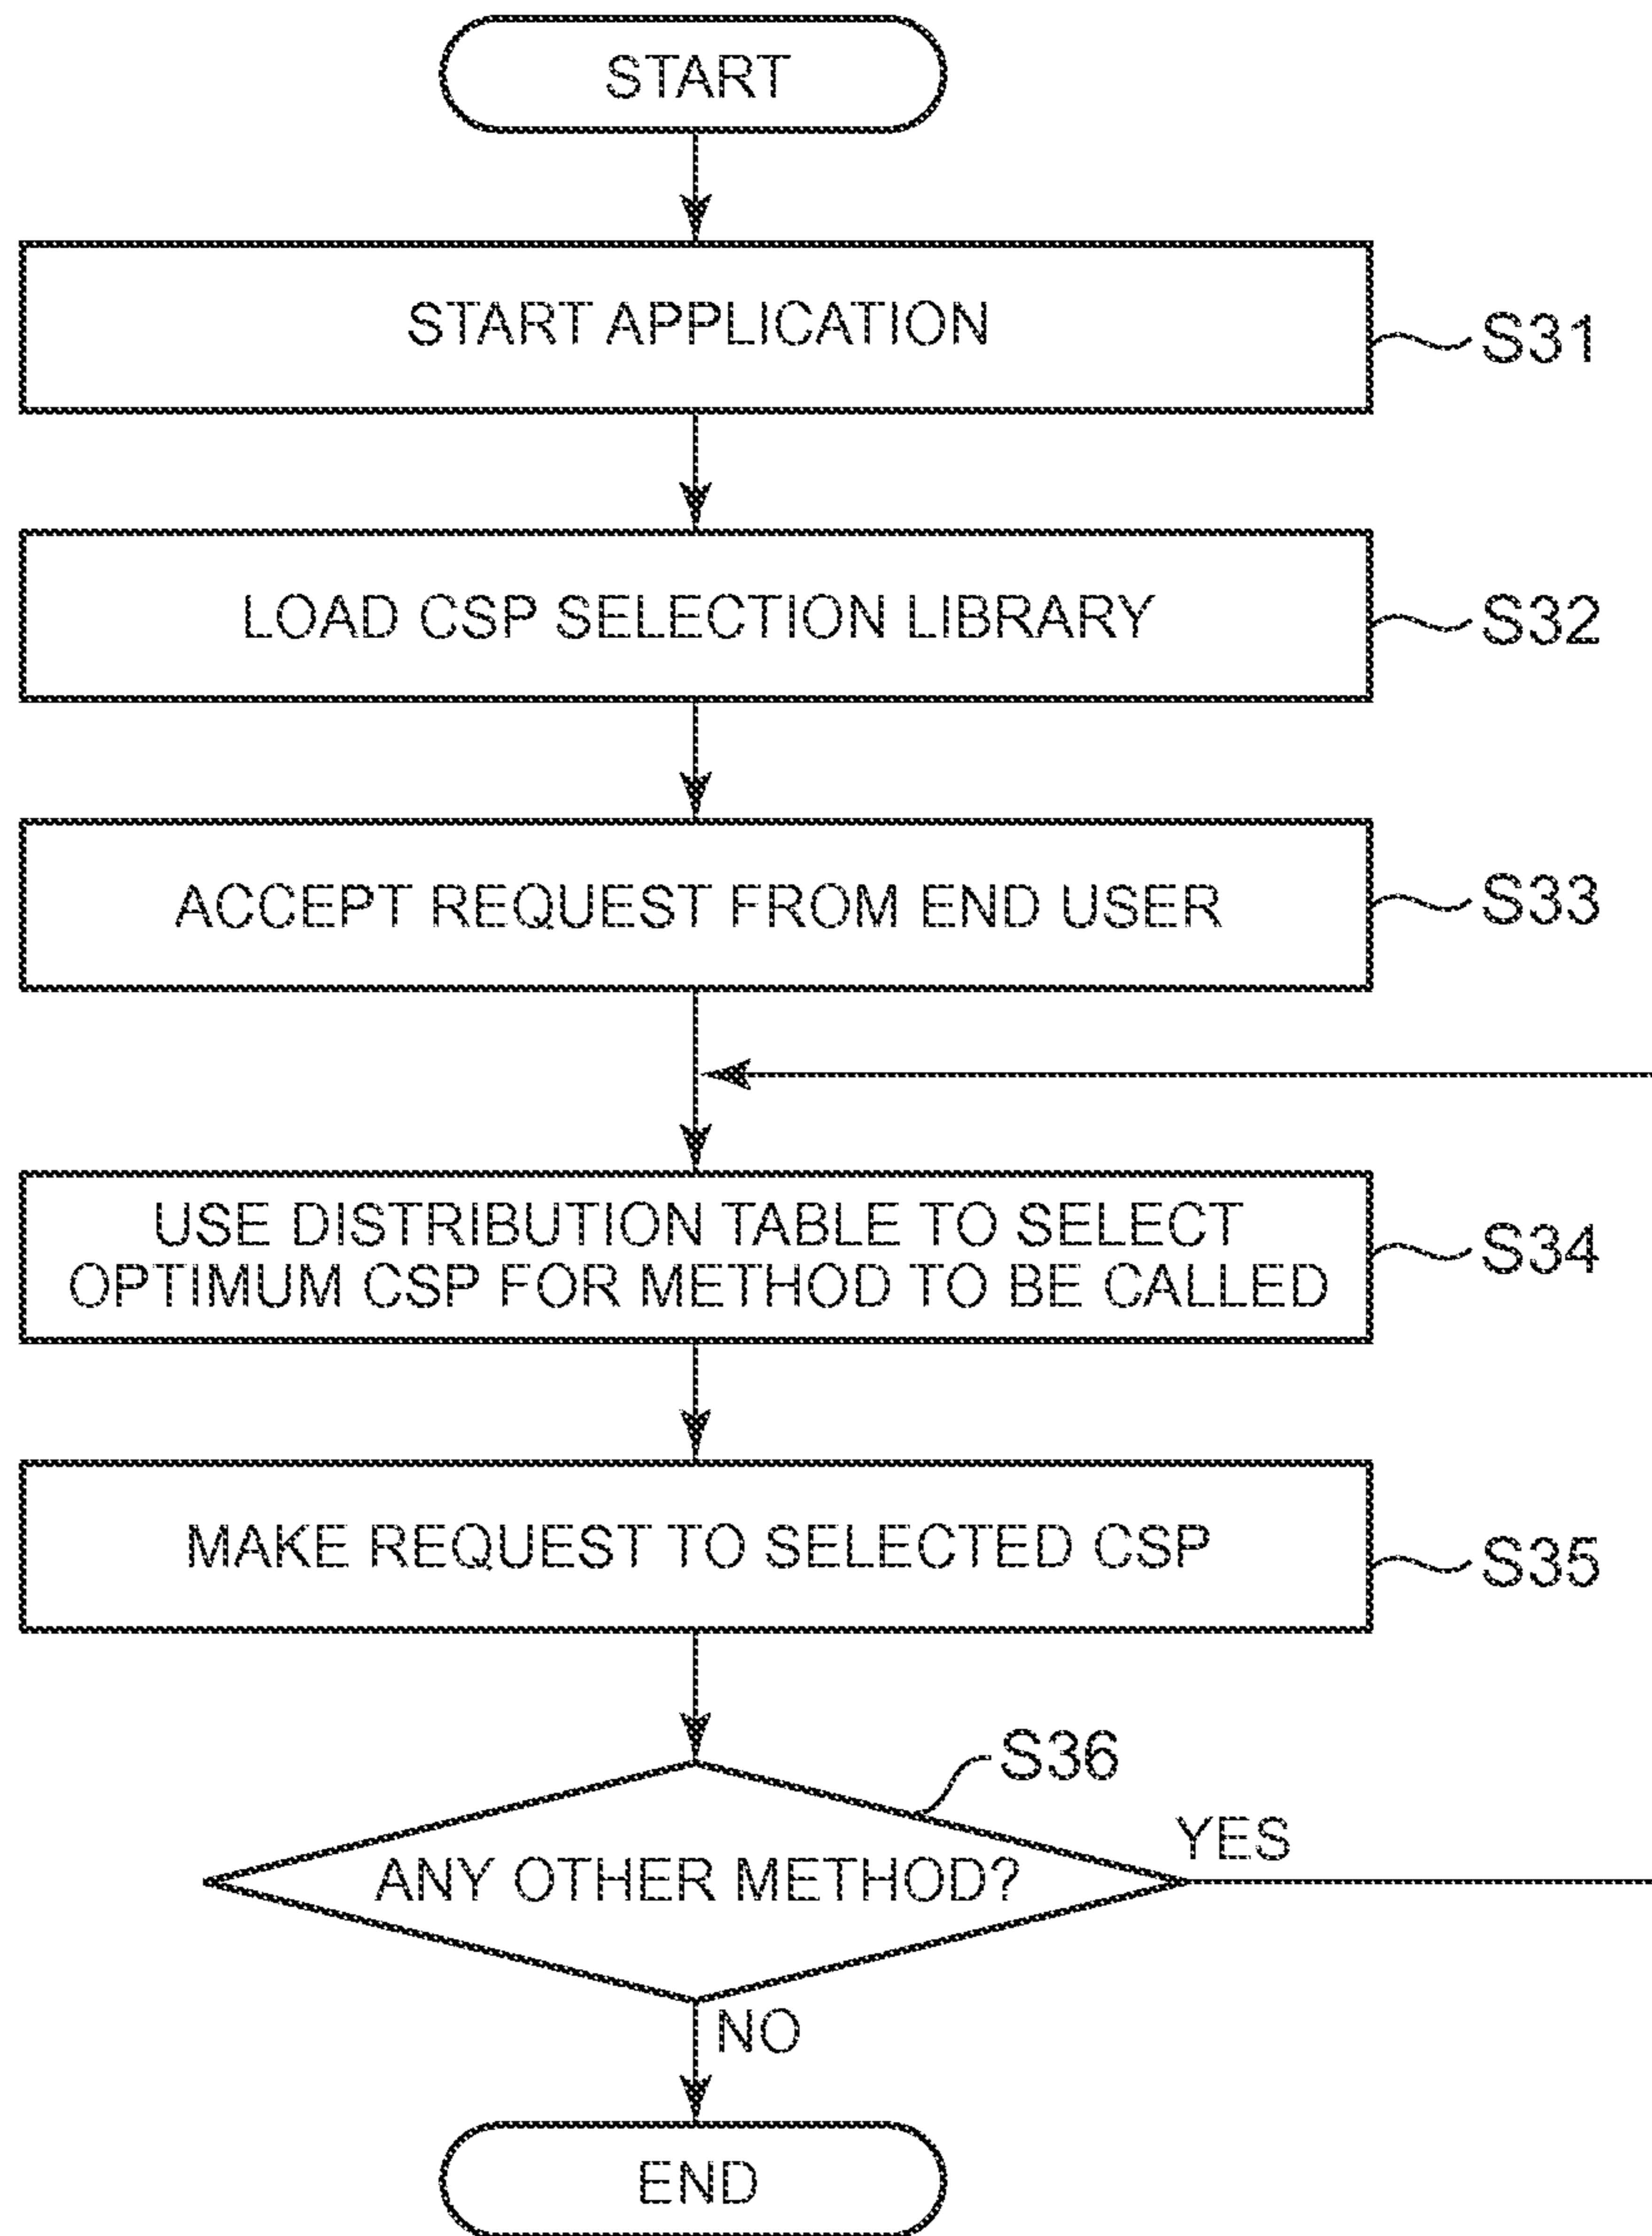 START
START APPLICATION
S31
LOAD CSP SELECTION LIBRARY
S32
ACCEPT REQUEST FROM END USER
S33
USE DISTRIBUTION TABLE TO SELECT
OPTIMUM CSP FOR METHOD TO BE CALLED
S34
MAKE REQUEST TO SELECTED CSP
S35
S36
ANY OTHER METHOD?
YES
NO
END